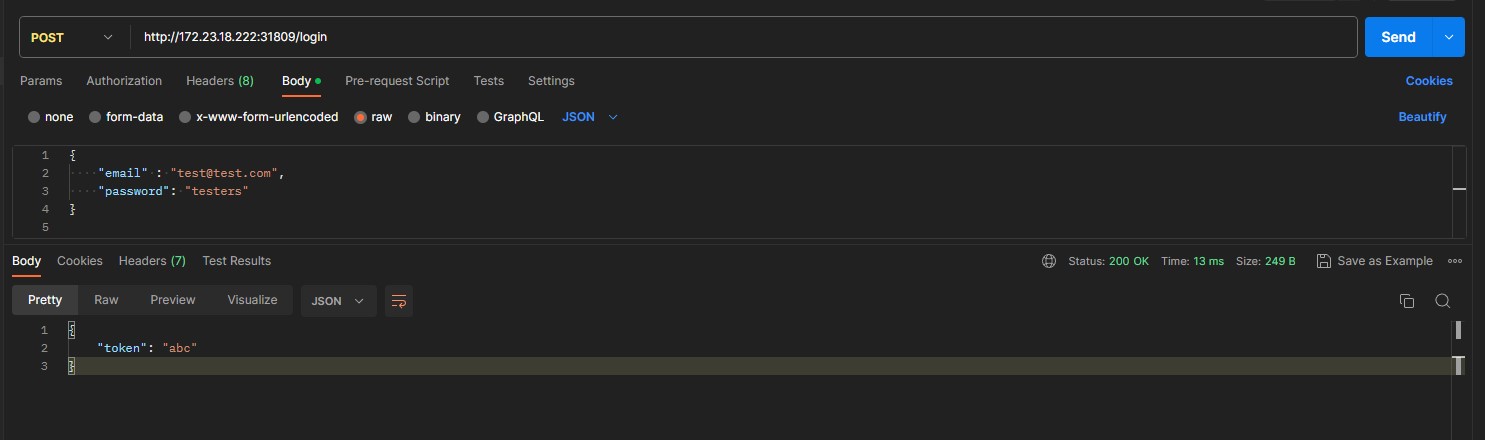 POST http://172.23.18.222:31809/login Send
Params Authorization Headers (8) Body Pre-request Script Tests Settings Cookies
none form-data x-www-form-urlencoded raw binary GraphQL JSON Beautify
1 {
2 "email" : "test@test.com",
3 "password": "testers"
4 }
5
Body Cookies Headers (7) Test Results Status: 200 OK Time: 13 ms Size: 249 B Save as Example
Pretty Raw Preview Visualize JSON
1 {
2 "token": "abc"
3 }